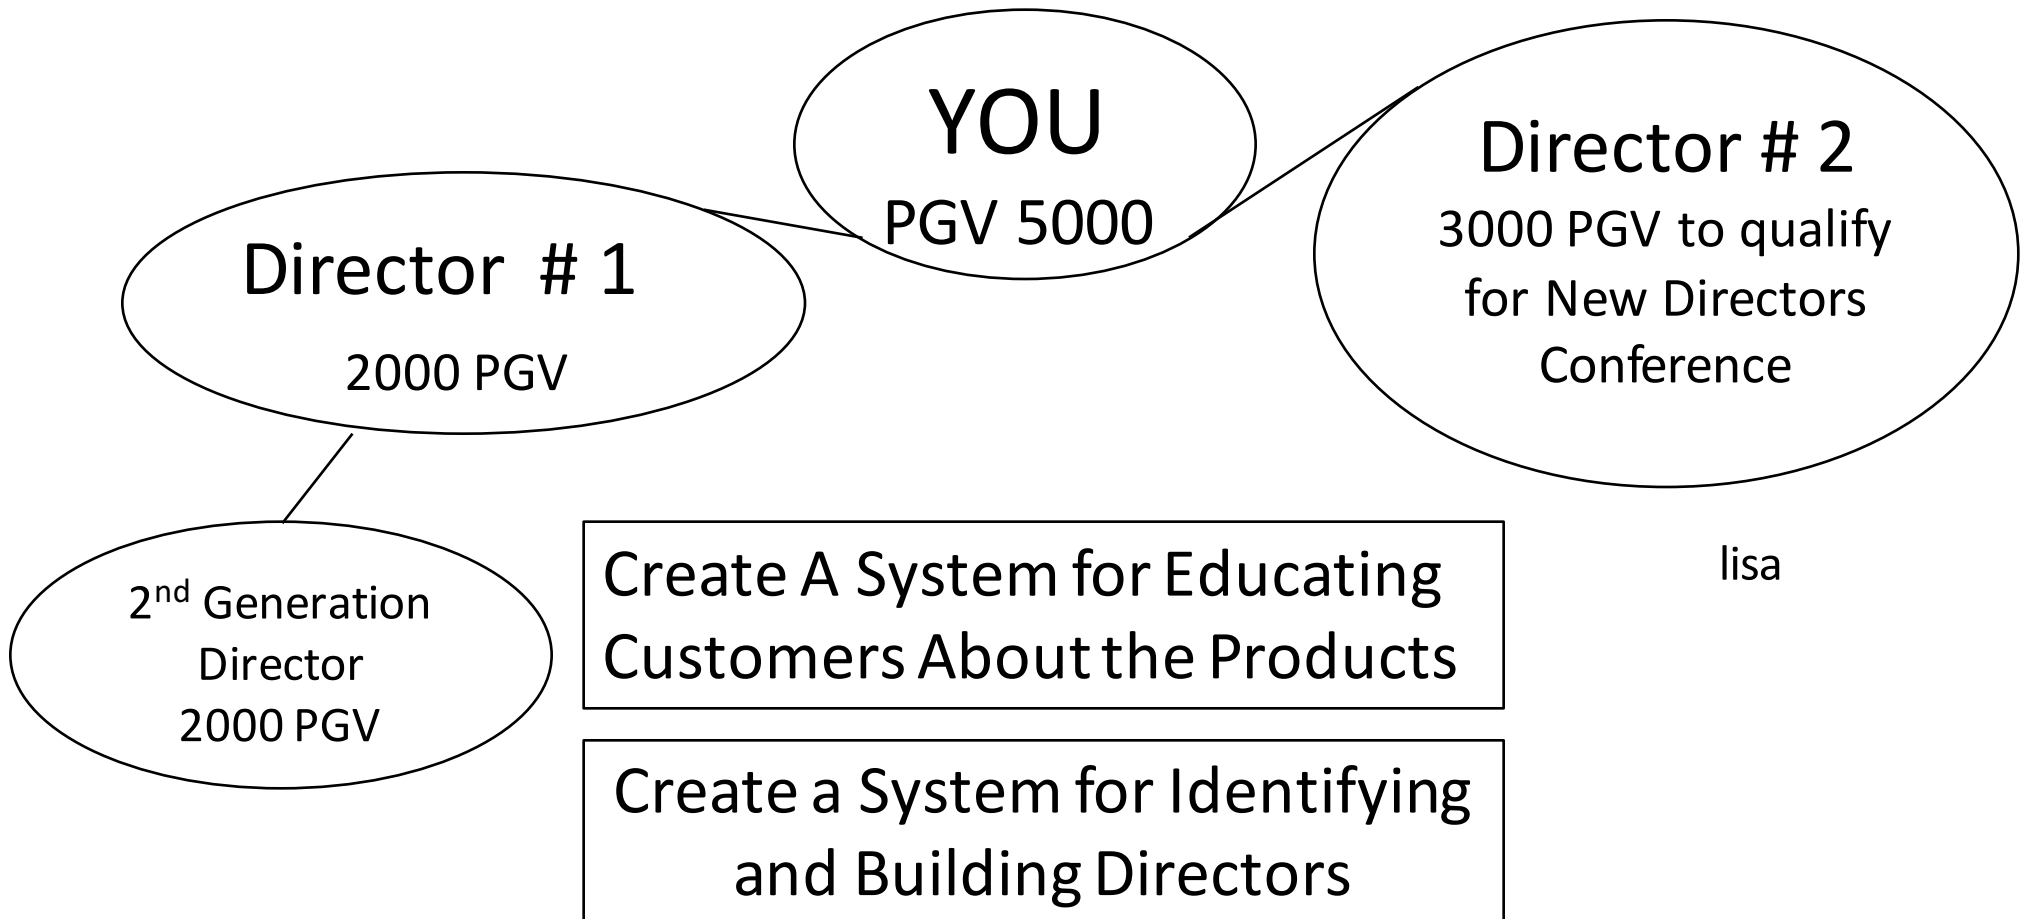 YOU
PGV 5000
Director # 1
2000 PGV
Director # 2
3000 PGV to qualify
for New Directors
Conference
2nd Generation
Director
2000 PGV
Create A System for Educating
Customers About the Products
lisa
Create a System for Identifying
and Building Directors